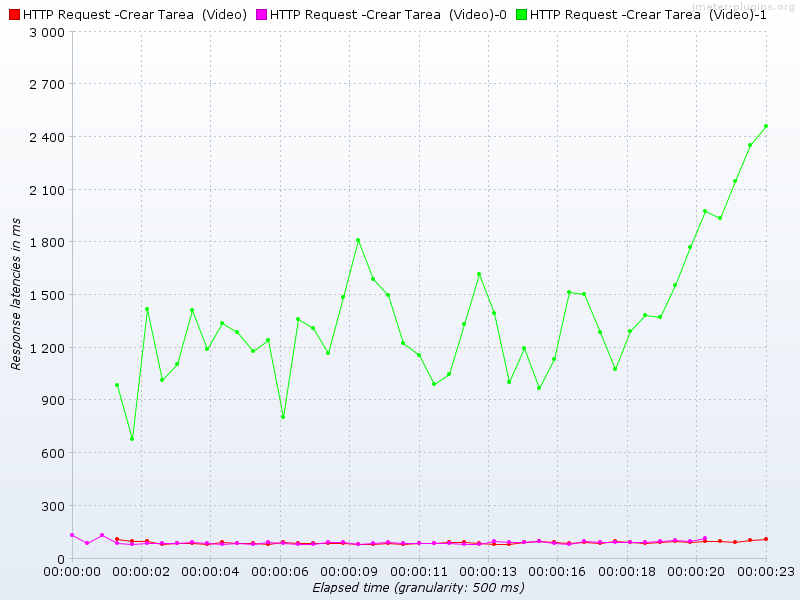 jmeter-plugins.org
HTTP Request -Crear Tarea (Video) HTTP Request -Crear Tarea (Video)-0 HTTP Request -Crear Tarea (Video)-1
3 000
2 700
2 400
2 100
1 800
1 500
1 200
900
600
300
0
Response latencies in ms
00:00:00 00:00:02 00:00:04 00:00:06 00:00:09 00:00:11 00:00:13 00:00:16 00:00:18 00:00:20 00:00:23
Elapsed time (granularity: 500 ms)